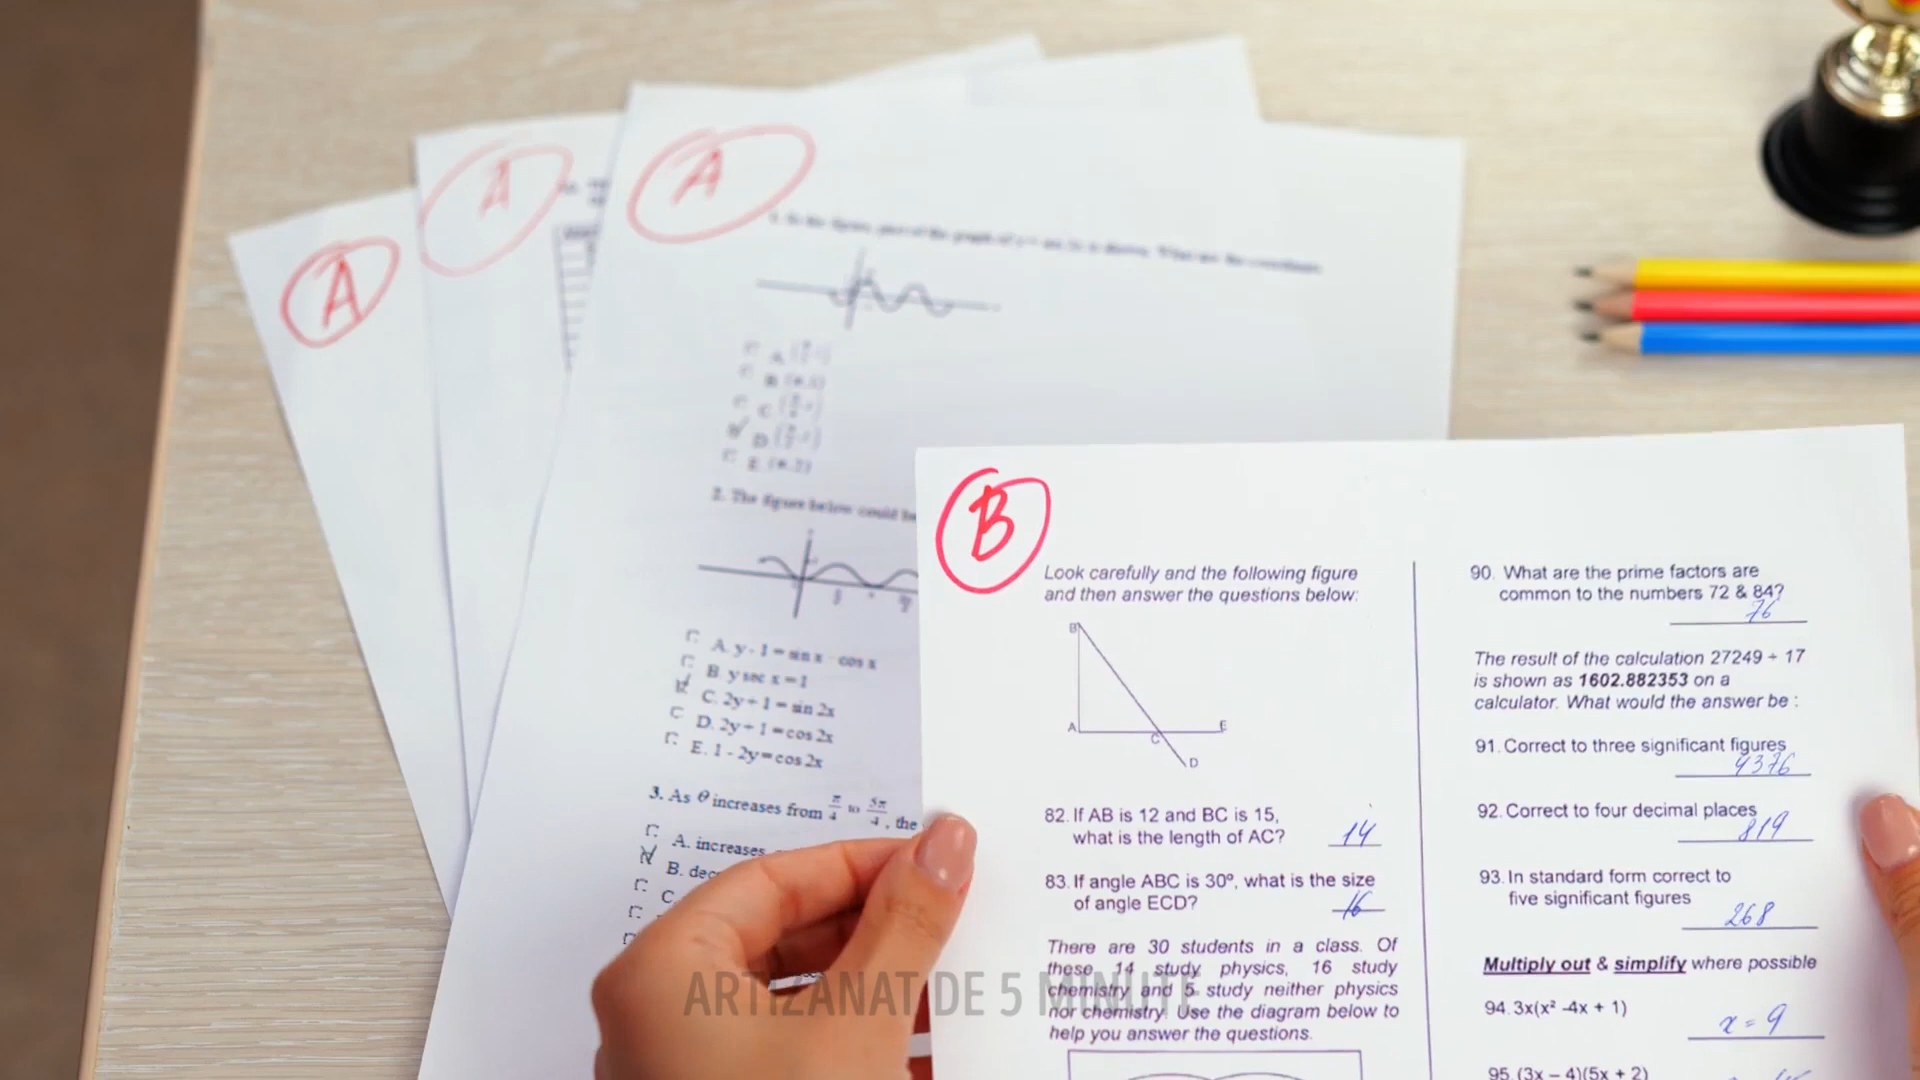 A
A
A
2. The figure below could be
A. y - 1 = sin x cos x
B. y sec x = 1
C. 2y + 1 = sin 2x
D. 2y + 1 = cos 2x
E. 1 - 2y = cos 2x
3. As θ increases from π/4 to 5π/4, the
A. increases
B. dec
C.
B
Look carefully and the following figure
and then answer the questions below:
B
A
C
E
D
82. If AB is 12 and BC is 15,
what is the length of AC? 14
83. If angle ABC is 30º, what is the size
of angle ECD? 16
There are 30 students in a class. Of
these 14 study physics, 16 study
chemistry and 5 study neither physics
nor chemistry. Use the diagram below to
help you answer the questions.
90. What are the prime factors are
common to the numbers 72 & 84?
76
The result of the calculation 27249 ÷ 17
is shown as 1602.882353 on a
calculator. What would the answer be :
91. Correct to three significant figures
4376
92. Correct to four decimal places
819
93. In standard form correct to
five significant figures
268
Multiply out & simplify where possible
94. 3x(x² -4x + 1)
x = 9
95. (3x – 4)(5x + 2)
ARTIZANAT DE 5 MINUTE